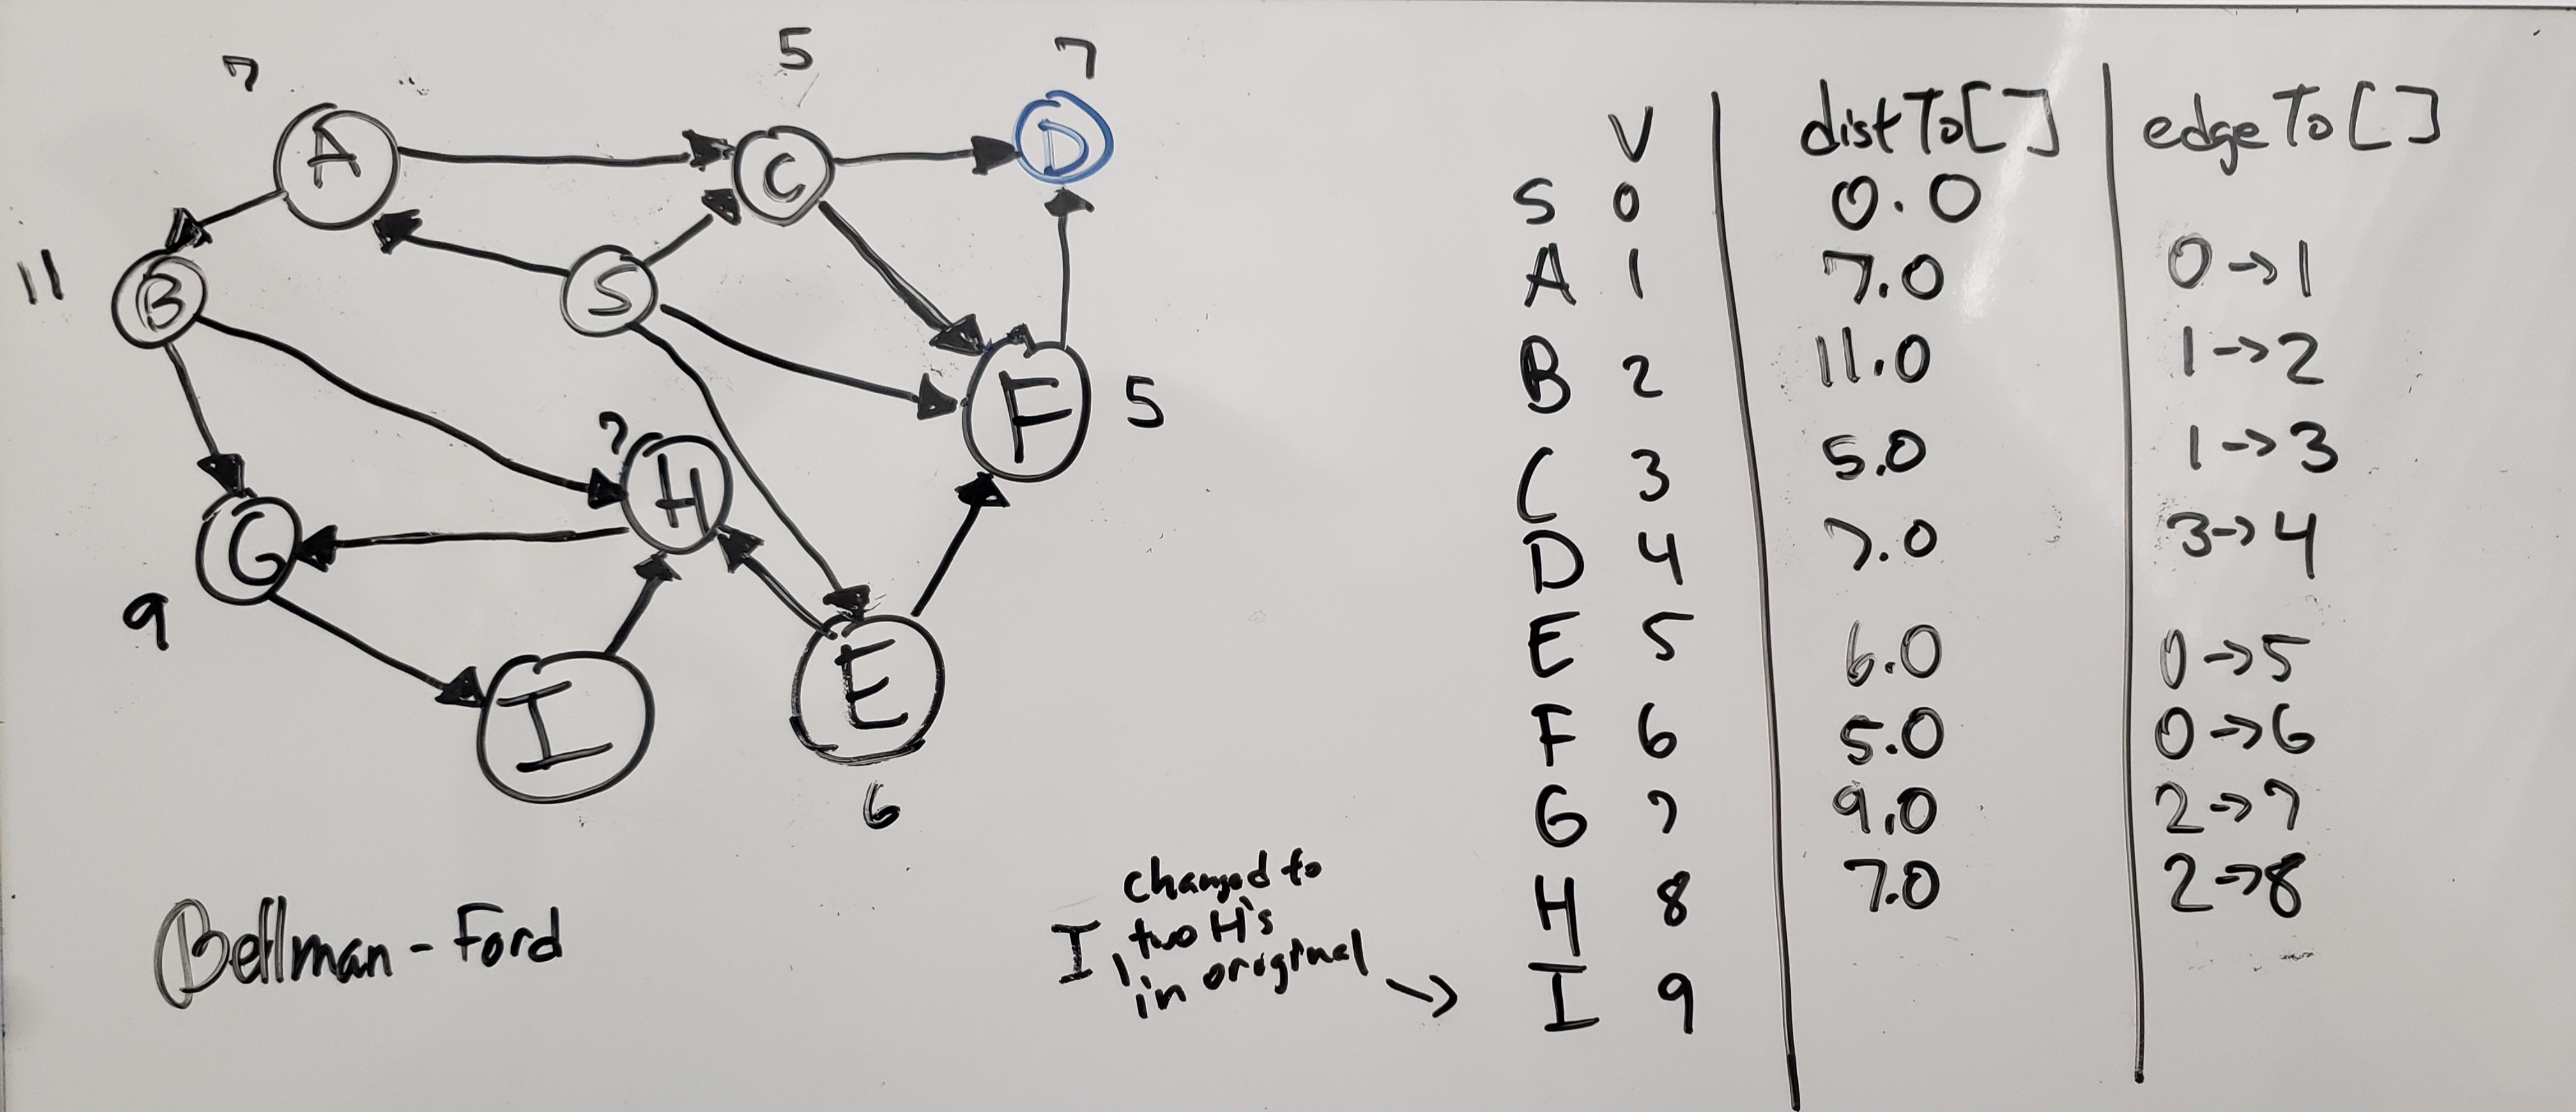 7
5
7
A
C
D
11
B
S
F
5
?
H
G
9
I
E
6
Bellman-Ford
changed to
I, two H's
in original
V distTo[] edgeTo[]
S 0 0.0
A 1 7.0 0→1
B 2 11.0 1→2
C 3 5.0 1→3
D 4 7.0 3→4
E 5 6.0 0→5
F 6 5.0 0→6
G 7 9.0 2→7
H 8 7.0 2→8
I 9